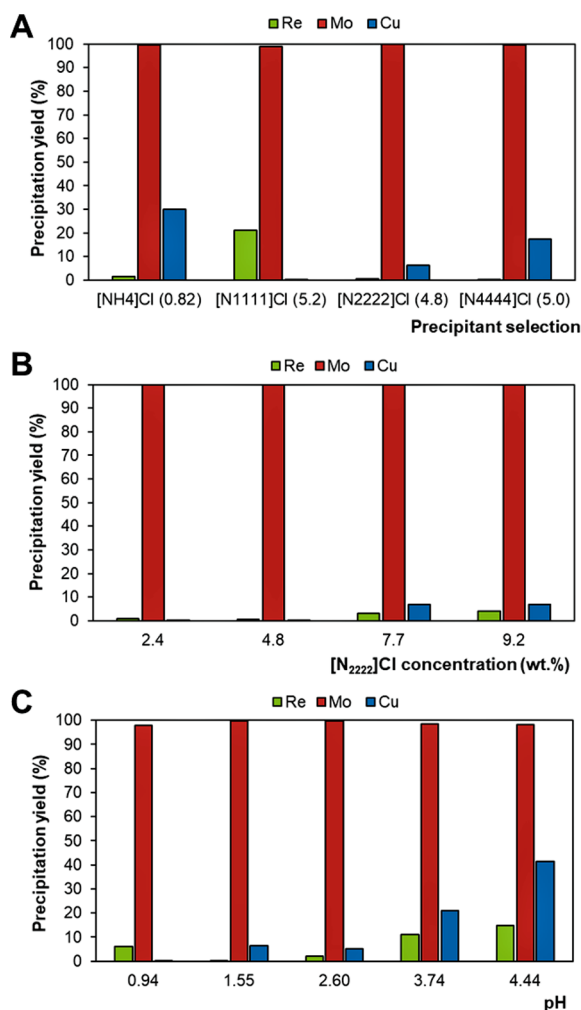 A
Re Mo Cu
Precipitation yield (%)
100
90
80
70
60
50
40
30
20
10
0
[NH4]Cl (0.82) [N1111]Cl (5.2) [N2222]Cl (4.8) [N4444]Cl (5.0)
Precipitant selection
B
Re Mo Cu
Precipitation yield (%)
100
90
80
70
60
50
40
30
20
10
0
2.4 4.8 7.7 9.2
[N₂₂₂₂]Cl concentration (wt.%)
C
Re Mo Cu
Precipitation yield (%)
100
90
80
70
60
50
40
30
20
10
0
0.94 1.55 2.60 3.74 4.44
pH